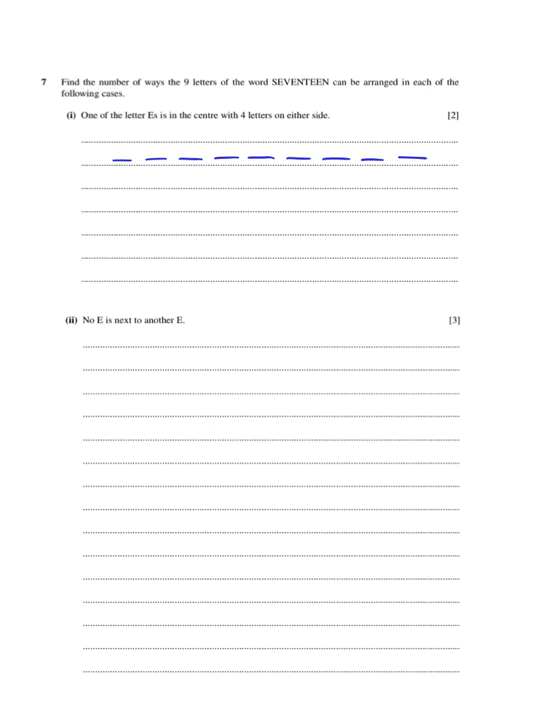 7 Find the number of ways the 9 letters of the word SEVENTEEN can be arranged in each of the
following cases.
(i) One of the letter Es is in the centre with 4 letters on either side. [2]
(ii) No E is next to another E. [3]